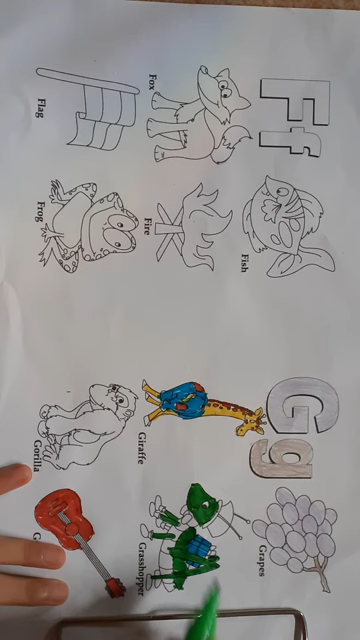 Ff
Fish
Fox
Fire
Flag
Frog
Gg
Grapes
Giraffe
Grasshopper
Gorilla